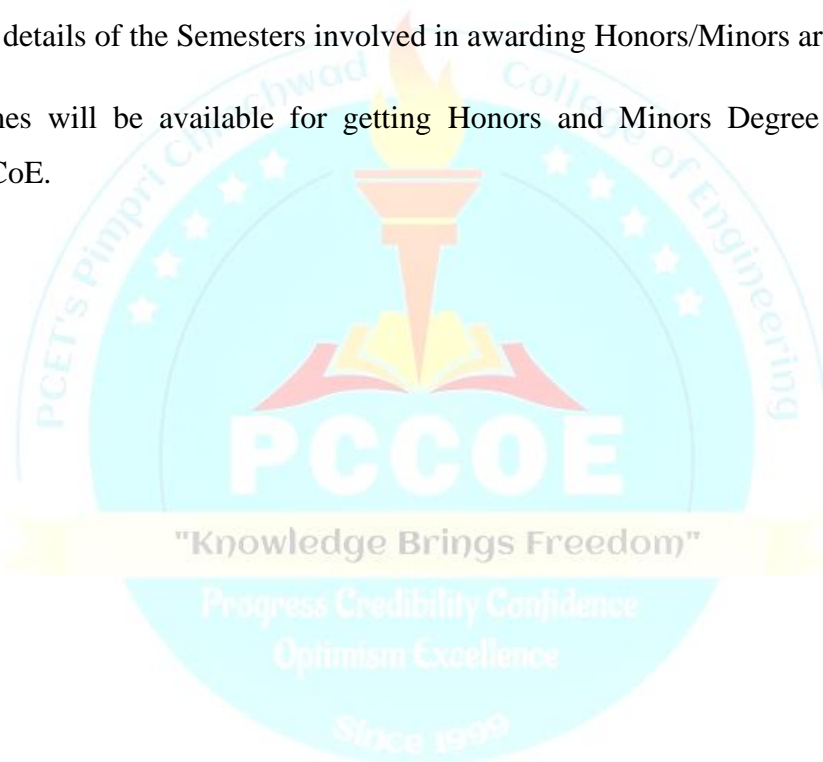 details of the Semesters involved in awarding Honors/Minors ar
nes will be available for getting Honors and Minors Degree
CoE.
PCET's Pimpri Chinchwad College of Engineering
PCCOE
"Knowledge Brings Freedom"
Progress Credibility Confidence
Optimism Excellence
Since 1999